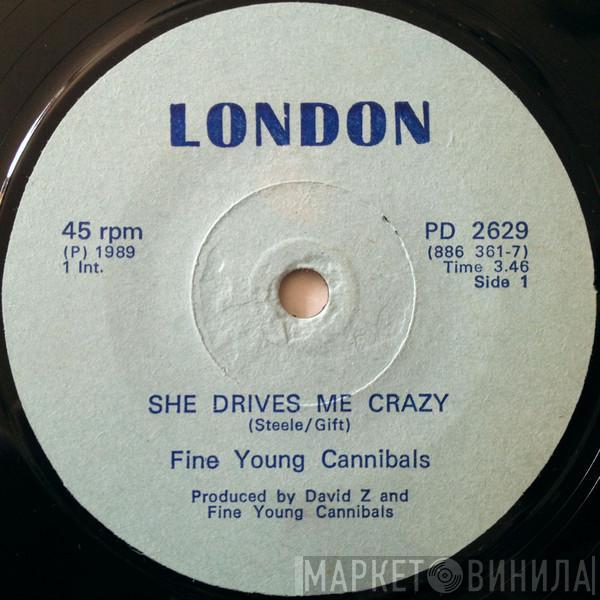 LONDON
45 rpm
(P) 1989
1 Int.
PD 2629
(886 361-7)
Time 3.46
Side 1
SHE DRIVES ME CRAZY
(Steele/Gift)
Fine Young Cannibals
Produced by David Z and
Fine Young Cannibals
МАРКЕТ ВИНИЛА